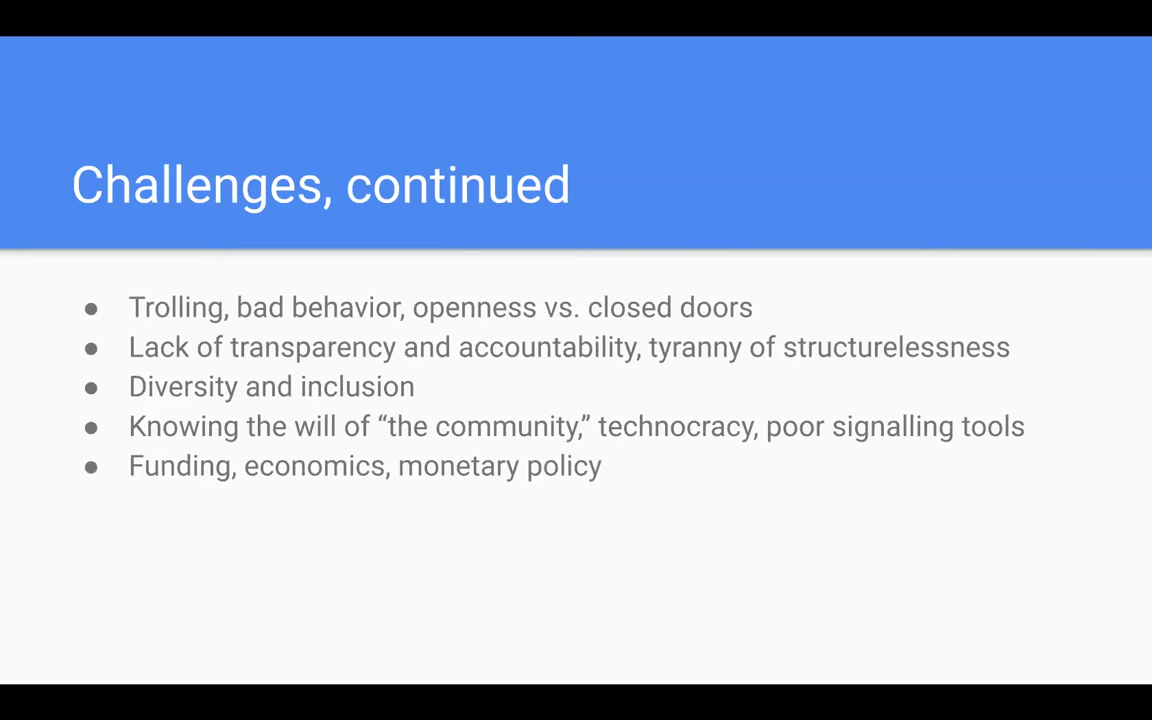 Challenges, continued
● Trolling, bad behavior, openness vs. closed doors
● Lack of transparency and accountability, tyranny of structurelessness
● Diversity and inclusion
● Knowing the will of “the community,” technocracy, poor signalling tools
● Funding, economics, monetary policy